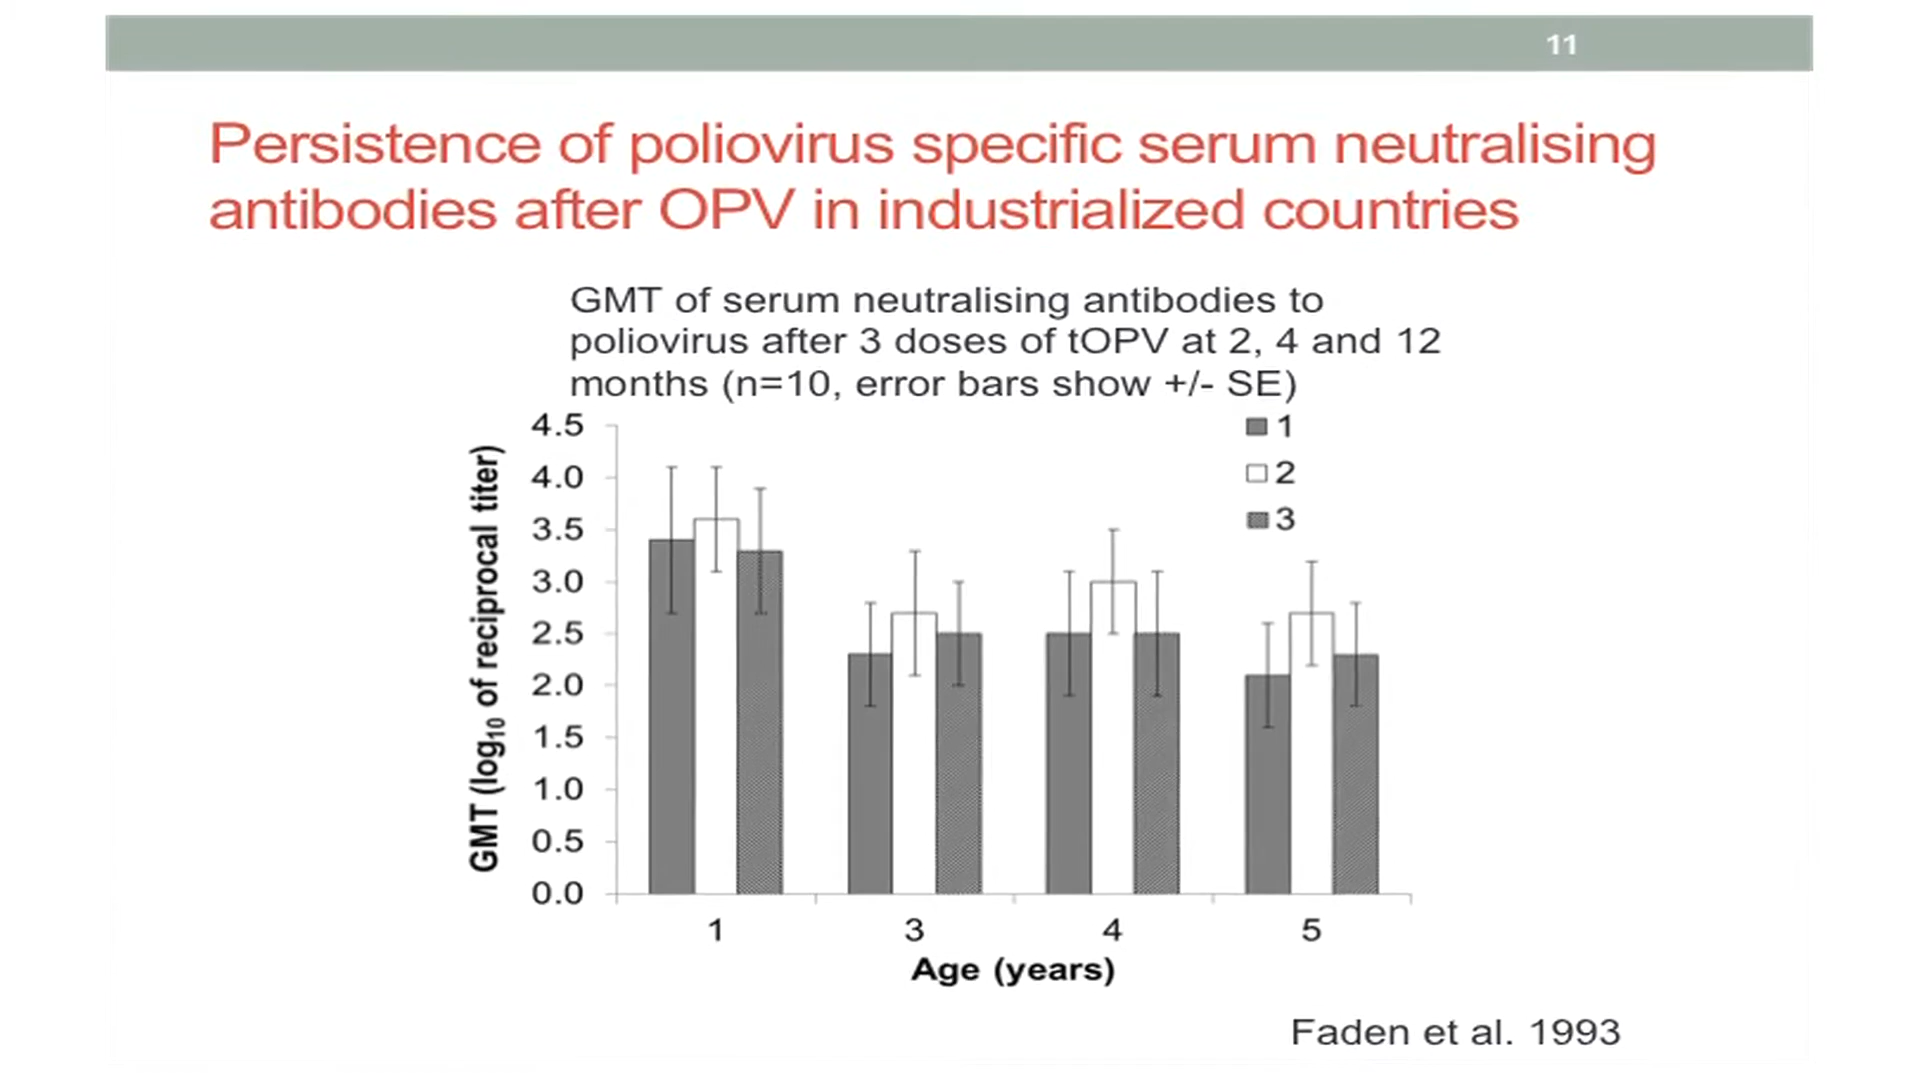 11
Persistence of poliovirus specific serum neutralising
antibodies after OPV in industrialized countries
GMT of serum neutralising antibodies to
poliovirus after 3 doses of tOPV at 2, 4 and 12
months (n=10, error bars show +/- SE)
GMT (log10 of reciprocal titer)
4.5
4.0
3.5
3.0
2.5
2.0
1.5
1.0
0.5
0.0
1
2
3
1 3 4 5
Age (years)
Faden et al. 1993